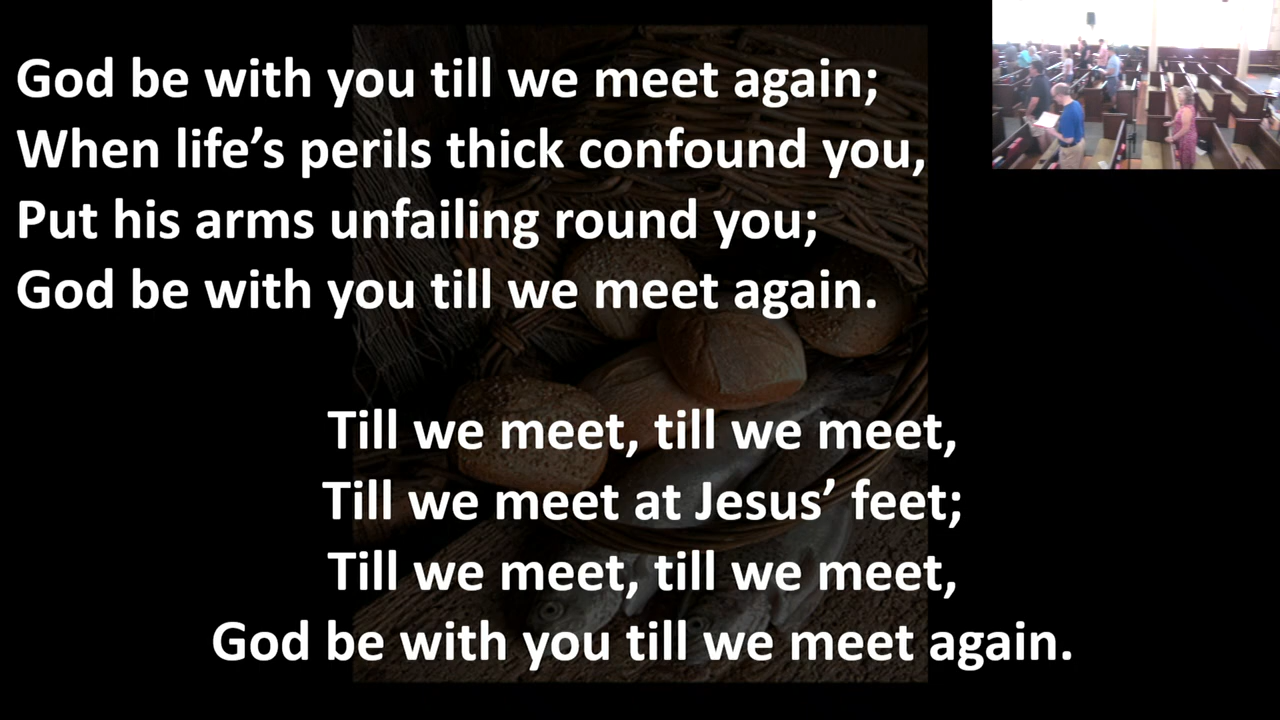 God be with you till we meet again;
When life’s perils thick confound you,
Put his arms unfailing round you;
God be with you till we meet again.
Till we meet, till we meet,
Till we meet at Jesus’ feet;
Till we meet, till we meet,
God be with you till we meet again.